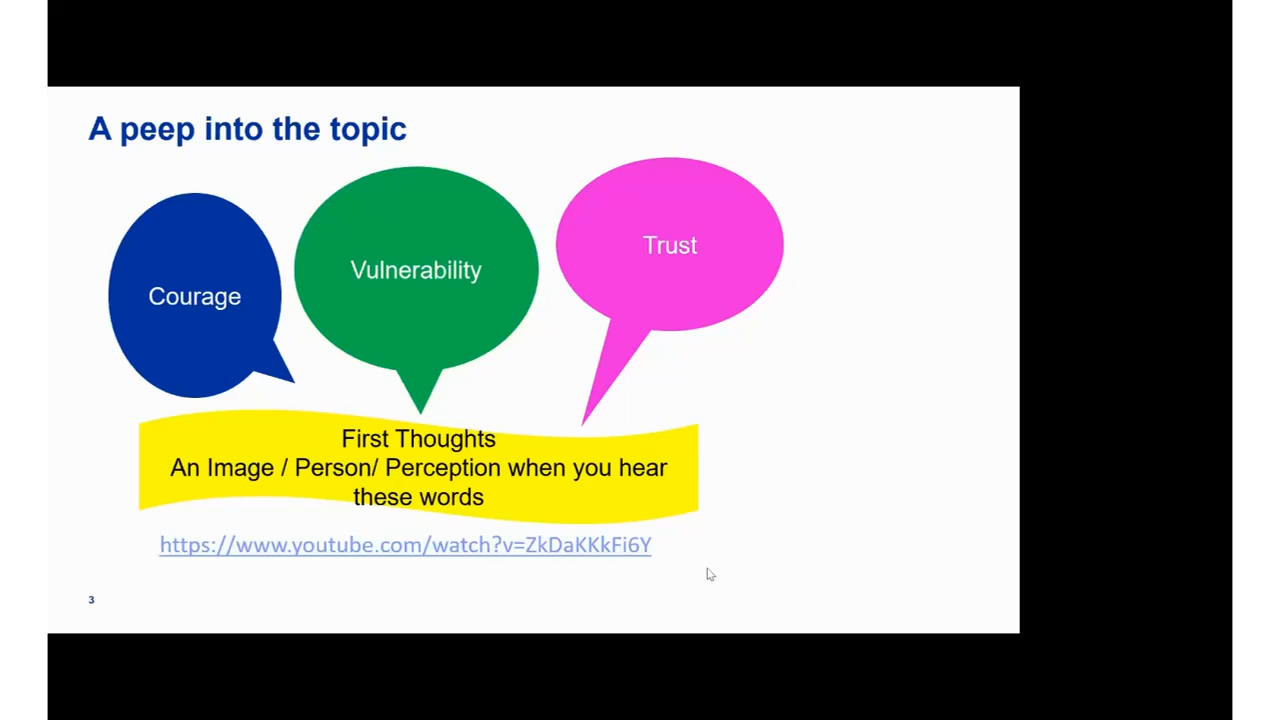 A peep into the topic
Courage
Vulnerability
Trust
First Thoughts
An Image / Person/ Perception when you hear
these words
https://www.youtube.com/watch?v=ZkDaKKkFi6Y
3